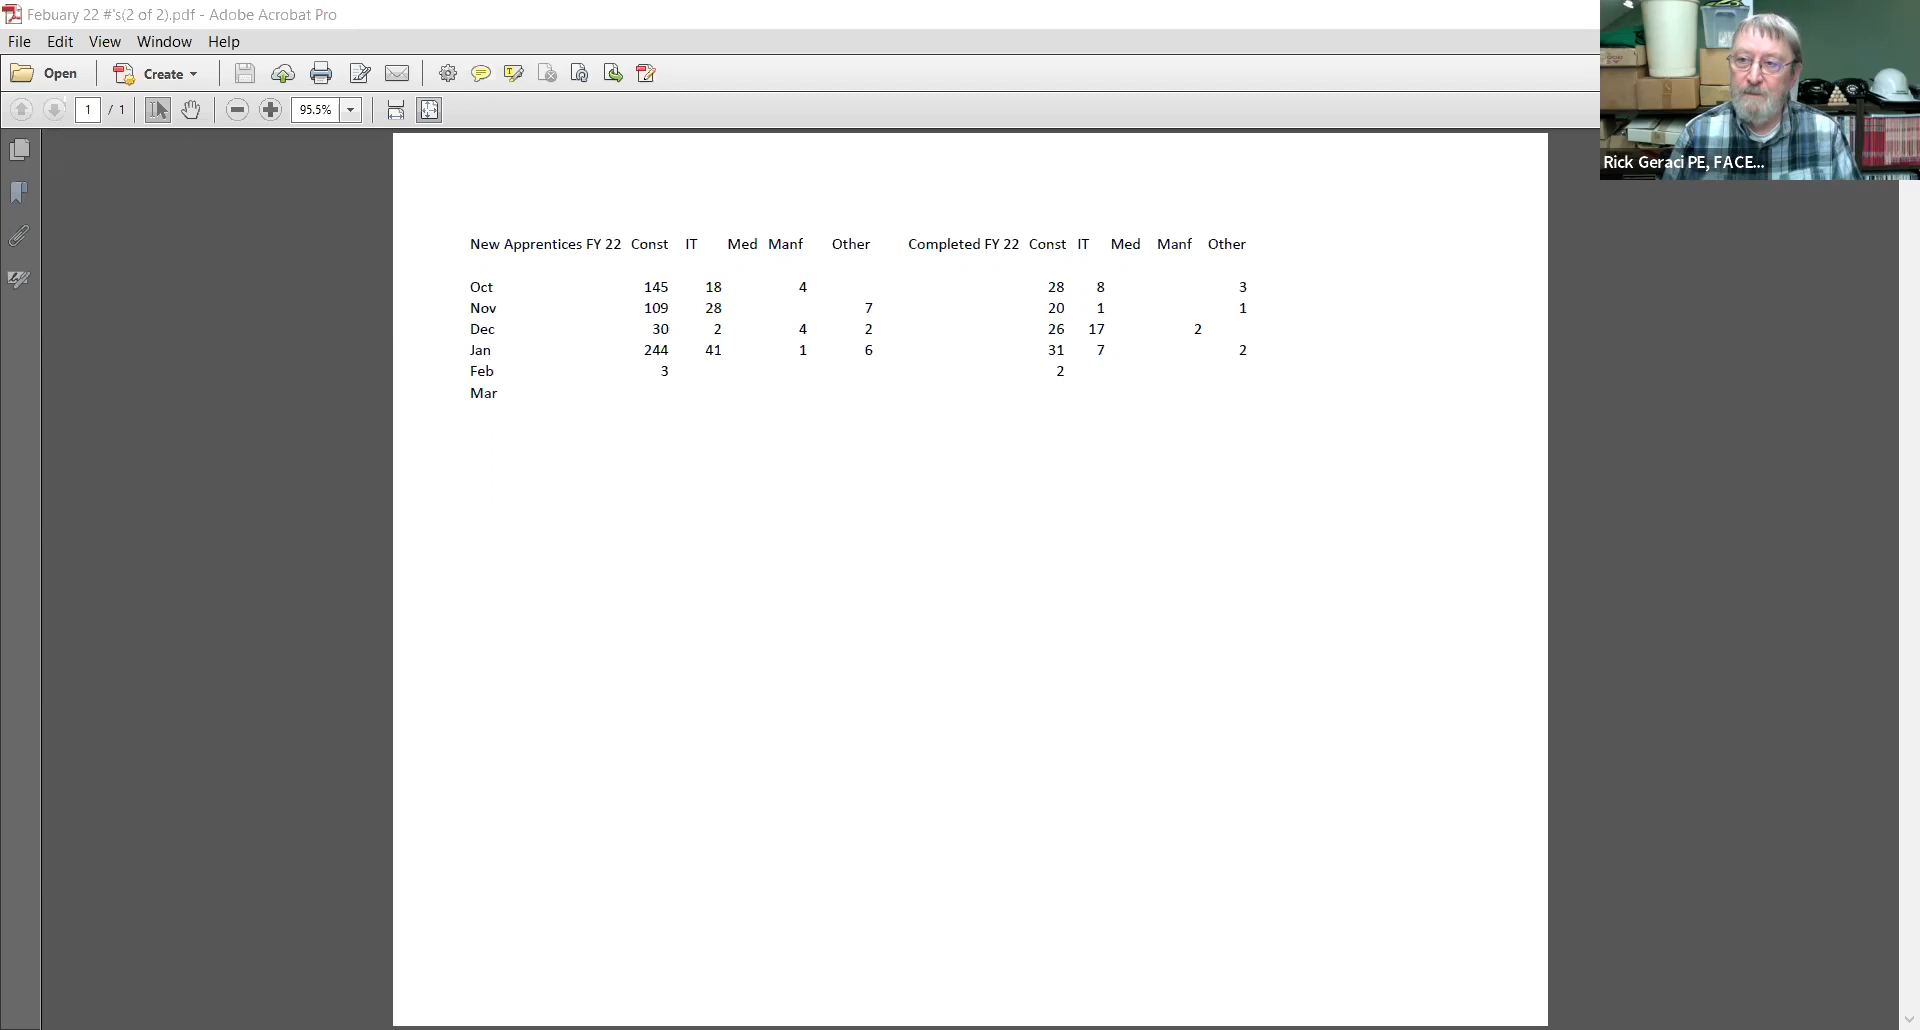 Febuary 22 #'s(2 of 2).pdf - Adobe Acrobat Pro
File Edit View Window Help
Open Create
1 / 1 95.5%
Rick Geraci PE, FACE...
New Apprentices FY 22 Const IT Med Manf Other Completed FY 22 Const IT Med Manf Other
Oct 145 18 4 28 8 3
Nov 109 28 7 20 1 1
Dec 30 2 4 2 26 17 2
Jan 244 41 1 6 31 7 2
Feb 3 2
Mar